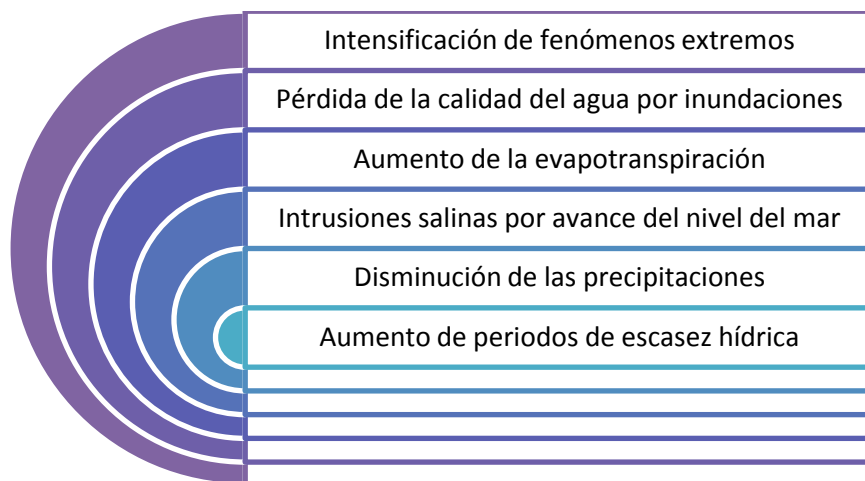 Intensificación de fenómenos extremos
Pérdida de la calidad del agua por inundaciones
Aumento de la evapotranspiración
Intrusiones salinas por avance del nivel del mar
Disminución de las precipitaciones
Aumento de periodos de escasez hídrica